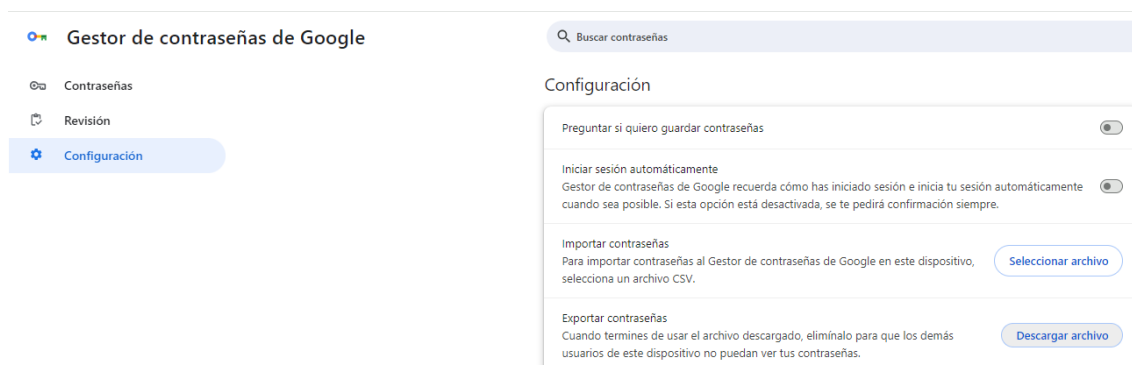 Gestor de contraseñas de Google
Buscar contraseñas
Contraseñas
Revisión
Configuración
Configuración
Preguntar si quiero guardar contraseñas
Iniciar sesión automáticamente
Gestor de contraseñas de Google recuerda cómo has iniciado sesión e inicia tu sesión automáticamente
cuando sea posible. Si esta opción está desactivada, se te pedirá confirmación siempre.
Importar contraseñas
Para importar contraseñas al Gestor de contraseñas de Google en este dispositivo,
selecciona un archivo CSV.
Seleccionar archivo
Exportar contraseñas
Cuando termines de usar el archivo descargado, elimínalo para que los demás
usuarios de este dispositivo no puedan ver tus contraseñas.
Descargar archivo